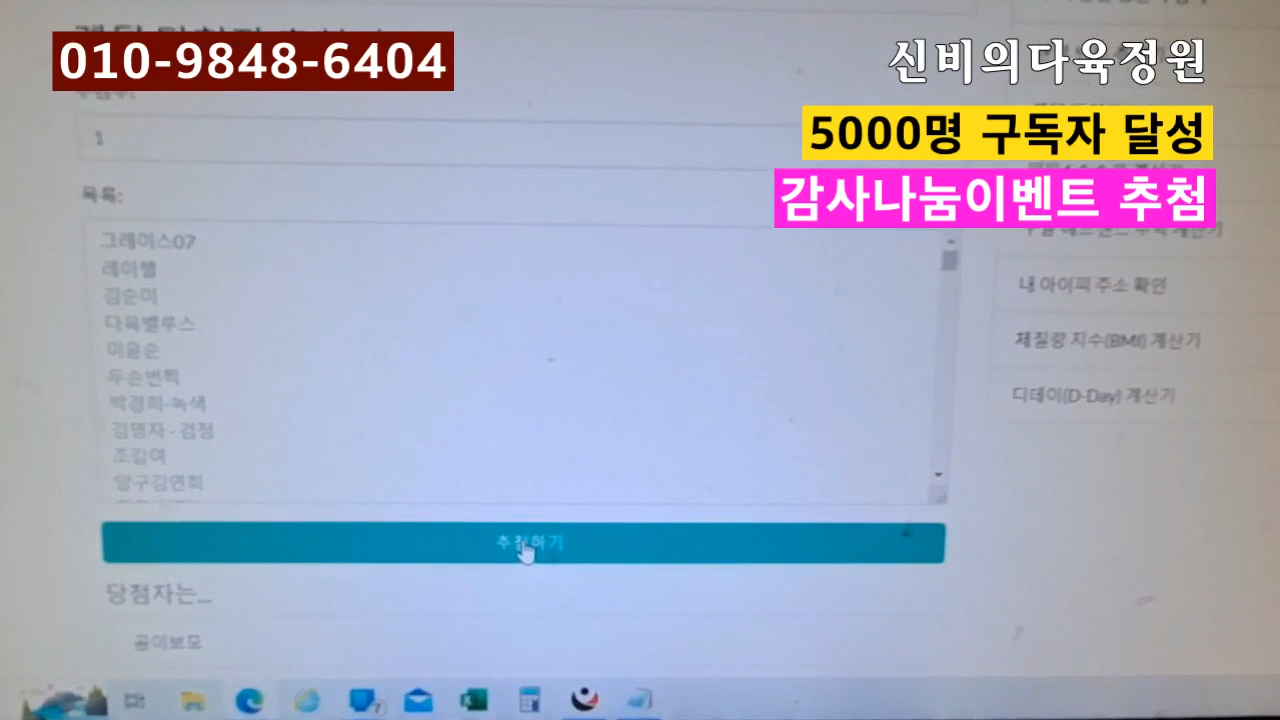 010-9848-6404
신비의다육정원
5000명 구독자 달성
감사나눔이벤트 추첨
1
목록:
그레이스07
레이첼
김순미
다육벨루스
이윤순
두손번쩍
박경희-녹색
김명자 - 검정
조캅여
양구김연희
추첨하기
당첨자는...
곰이보모
내 아이피 주소 확인
체질량 지수(BMI) 계산기
디데이(D-Day) 계산기
7